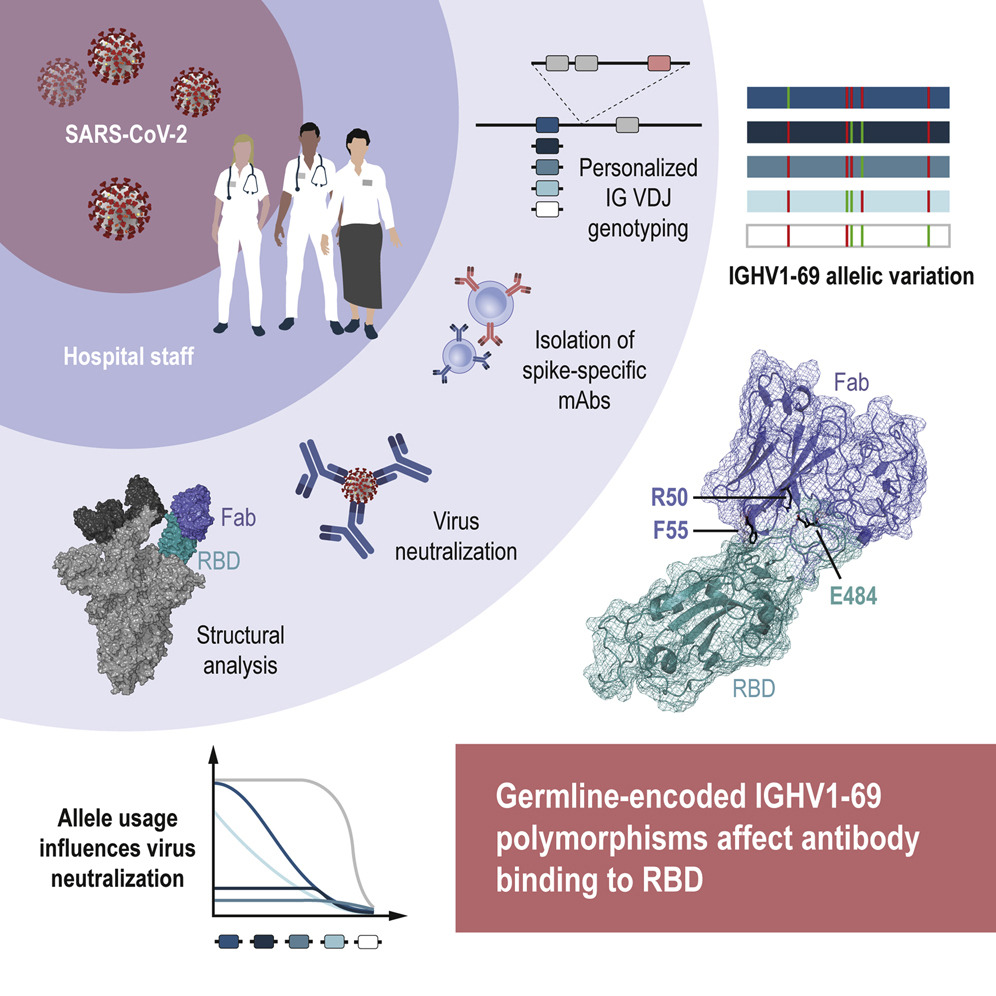 SARS-CoV-2
Hospital staff
Personalized
IG VDJ
genotyping
IGHV1-69 allelic variation
Isolation of
spike-specific
mAbs
Virus
neutralization
Fab
RBD
Structural
analysis
Fab
R50
F55
E484
RBD
Allele usage
influences virus
neutralization
Germline-encoded IGHV1-69
polymorphisms affect antibody
binding to RBD